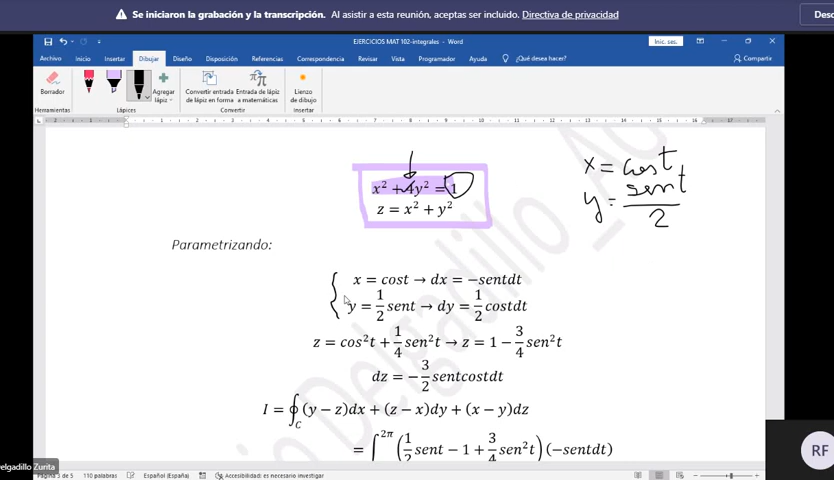 Se iniciaron la grabación y la transcripción. Al asistir a esta reunión, aceptas ser incluido. Directiva de privacidad
EJERCICIOS MAT 102-integrales - Word
Inic. ses.
Archivo Inicio Insertar Dibujar Diseño Disposición Referencias Correspondencia Revisar Vista Programador Ayuda ¿Qué desea hacer? Compartir
Borrador
Agregar lápiz
Convertir entrada de lápiz en forma
Entrada de lápiz a matemáticas
Lienzo de dibujo
Herramientas Lápices Convertir Insertar
x² + 4y² = 1
z = x² + y²
x = cost
y = sent/2
Parametrizando:
x = cost → dx = −sentdt
y = 1/2 sent → dy = 1/2 costdt
z = cos²t + 1/4 sen²t → z = 1 − 3/4 sen²t
dz = −3/2 sentcostdt
I = ∮C (y − z)dx + (z − x)dy + (x − y)dz
= ∫2π (1/2 sent − 1 + 3/4 sen²t)(−sentdt)
RF
elgadillo Zurita
Página 5 de 5 110 palabras Español (España) Accesibilidad: es necesario investigar